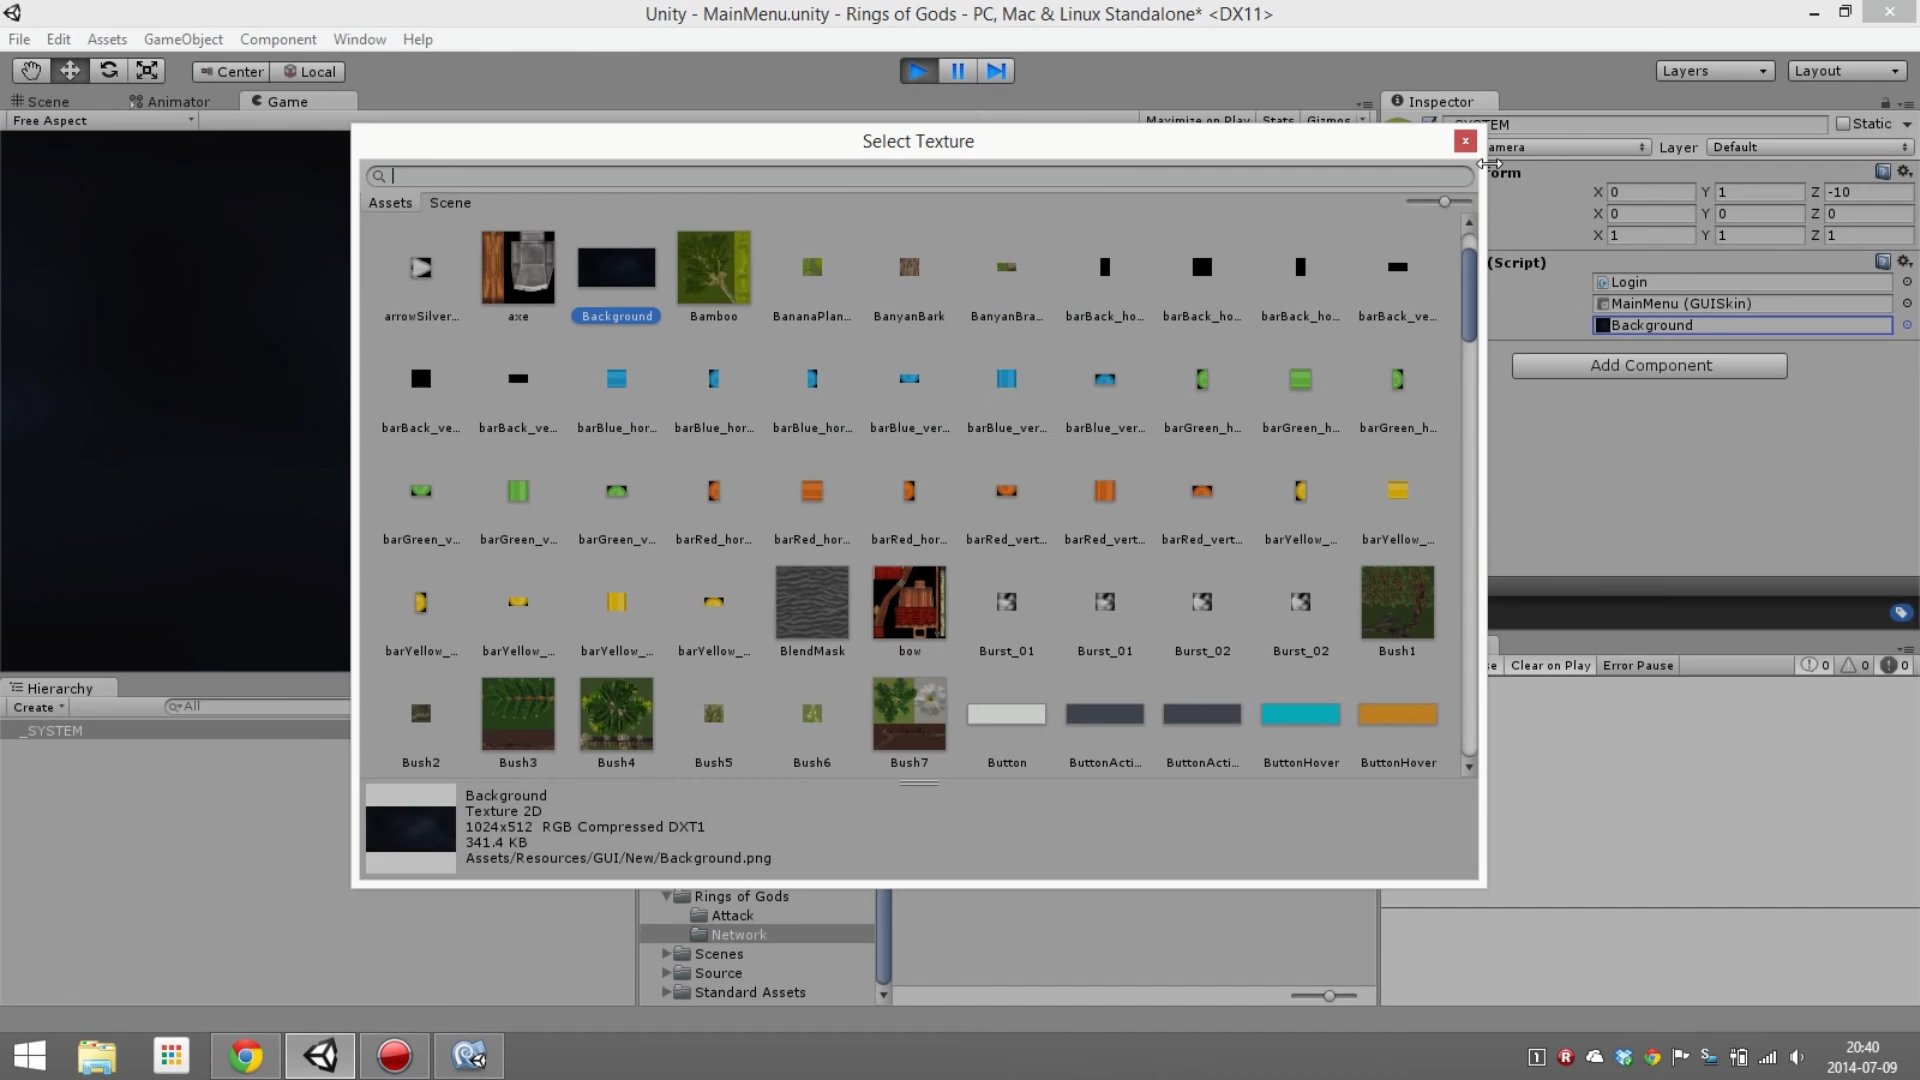 Unity - MainMenu.unity - Rings of Gods - PC, Mac & Linux Standalone* <DX11>
File Edit Assets GameObject Component Window Help
Center Local Layers Layout
Scene Animator Game Inspector
Free Aspect Maximize on Play Stats Gizmos
Static
Layer Default
Select Texture
x
Assets Scene
X 0 Y 1 Z -10
X 0 Y 0 Z 0
X 1 Y 1 Z 1
(Script)
Login
MainMenu (GUISkin)
Background
Add Component
arrowSilver... axe Background Bamboo BananaPlan... BanyanBark BanyanBra... barBack_ho... barBack_ho... barBack_ho... barBack_ve...
barBack_ve... barBack_ve... barBlue_hor... barBlue_hor... barBlue_hor... barBlue_ver... barBlue_ver... barBlue_ver... barGreen_h... barGreen_h... barGreen_h...
barGreen_v... barGreen_v... barGreen_v... barRed_hor... barRed_hor... barRed_hor... barRed_vert... barRed_vert... barRed_vert... barYellow_... barYellow_...
barYellow_... barYellow_... barYellow_... barYellow_... BlendMask bow Burst_01 Burst_01 Burst_02 Burst_02 Bush1
Bush2 Bush3 Bush4 Bush5 Bush6 Bush7 Button ButtonActi... ButtonActi... ButtonHover ButtonHover
Clear on Play Error Pause 0 0 0
Hierarchy
Create All
_SYSTEM
Background
Texture 2D
1024x512 RGB Compressed DXT1
341.4 KB
Assets/Resources/GUI/New/Background.png
Rings of Gods
Attack
Network
Scenes
Source
Standard Assets
20:40
2014-07-09